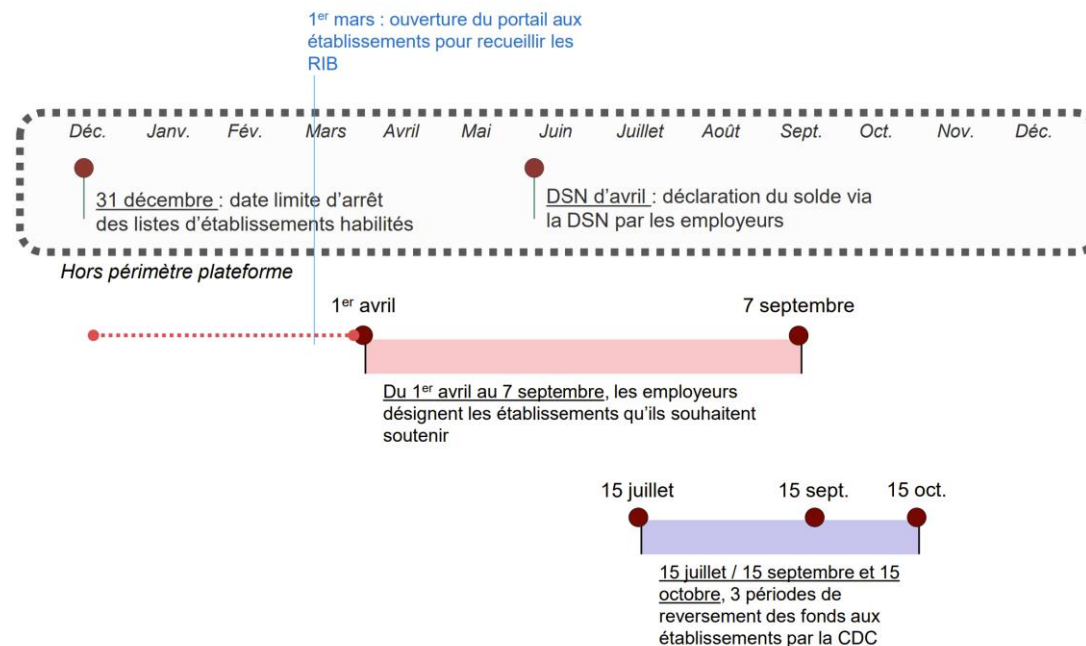 1er mars : ouverture du portail aux
établissements pour recueillir les
RIB
Déc. Janv. Fév. Mars Avril Mai Juin Juillet Août Sept. Oct. Nov. Déc.
31 décembre : date limite d'arrêt
des listes d'établissements habilités
DSN d'avril : déclaration du solde via
la DSN par les employeurs
Hors périmètre plateforme
1er avril
7 septembre
Du 1er avril au 7 septembre, les employeurs
désignent les établissements qu'ils souhaitent
soutenir
15 juillet
15 sept.
15 oct.
15 juillet / 15 septembre et 15
octobre, 3 périodes de
reversement des fonds aux
établissements par la CDC